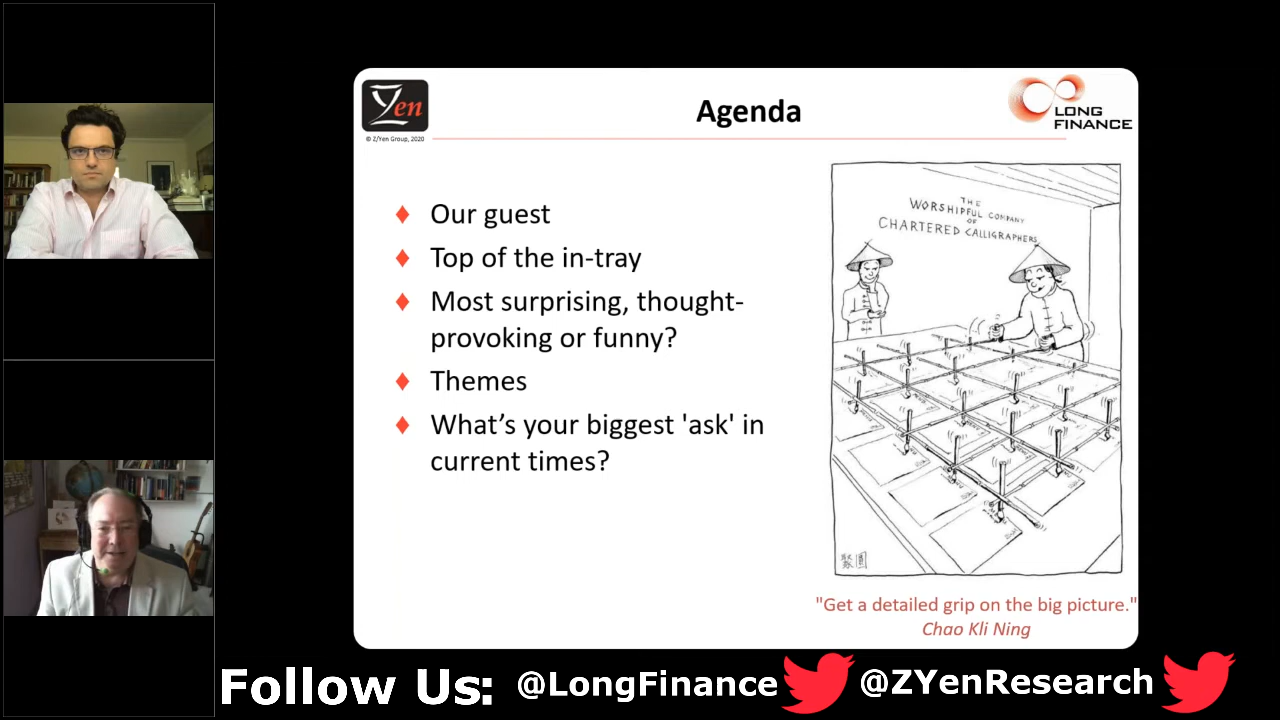 Z/Yen
© Z/Yen Group, 2020
Agenda
LONG
FINANCE
♦ Our guest
♦ Top of the in-tray
♦ Most surprising, thought-
provoking or funny?
♦ Themes
♦ What’s your biggest 'ask' in
current times?
THE
WORSHIPFUL COMPANY
OF
CHARTERED CALLIGRAPHERS
"Get a detailed grip on the big picture."
Chao Kli Ning
Follow Us: @LongFinance @ZYenResearch